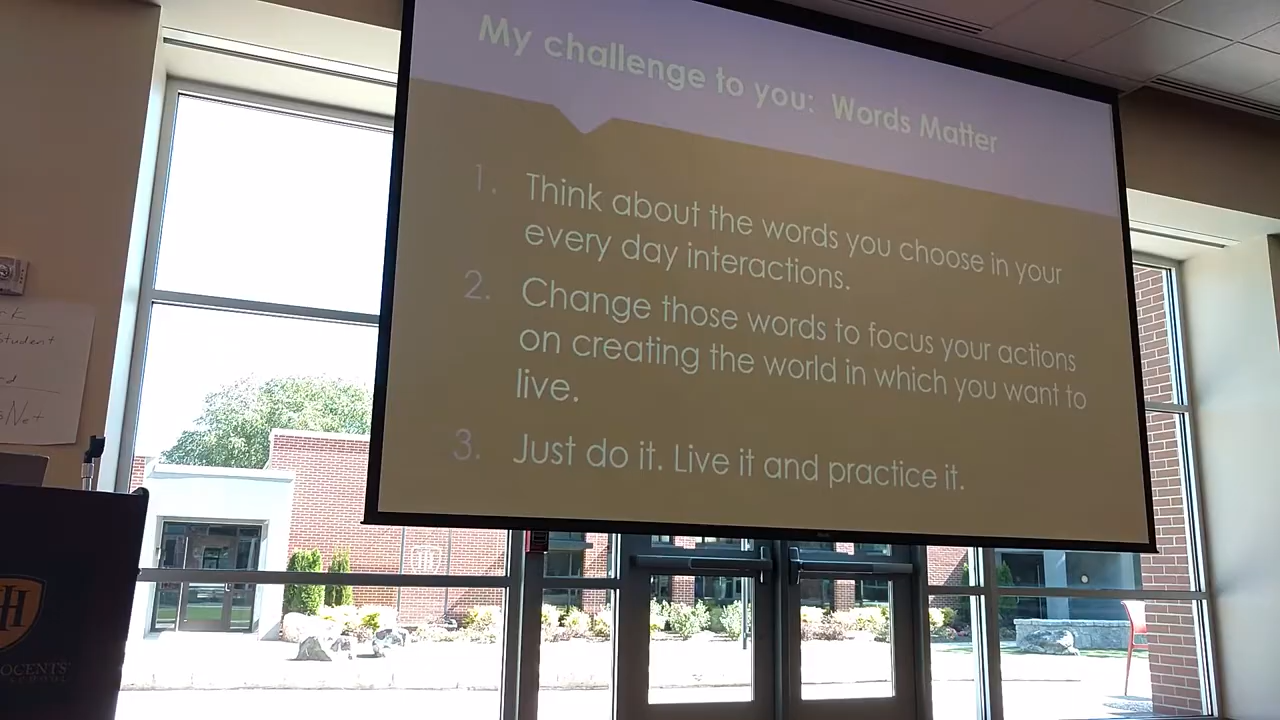 My challenge to you: Words Matter
1. Think about the words you choose in your
every day interactions.
2. Change those words to focus your actions
on creating the world in which you want to
live.
3. Just do it. Live it and practice it.
Student